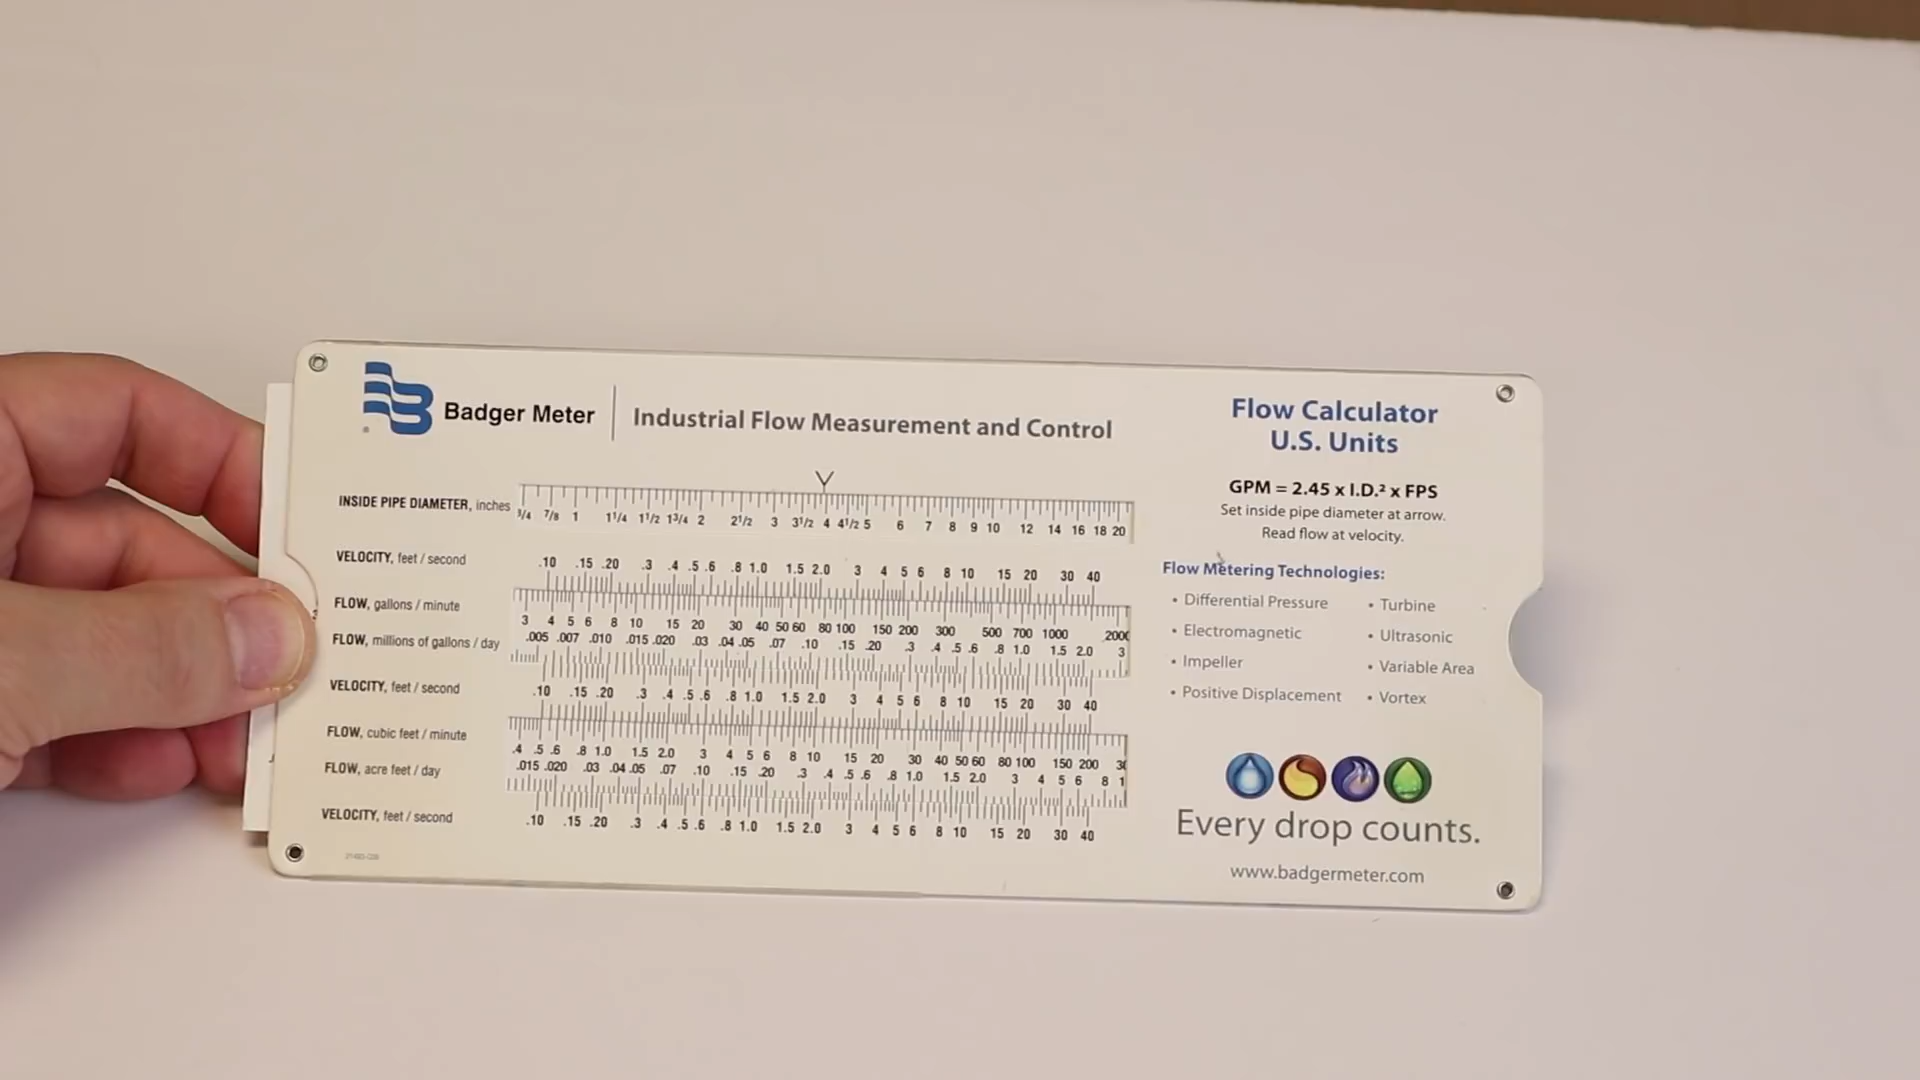 Badger Meter
®
Industrial Flow Measurement and Control
Flow Calculator
U.S. Units
GPM = 2.45 x I.D.² x FPS
Set inside pipe diameter at arrow.
Read flow at velocity.
INSIDE PIPE DIAMETER, inches
3/4 7/8 1 1 1/4 1 1/2 1 3/4 2 2 1/2 3 3 1/2 4 4 1/2 5 6 7 8 9 10 12 14 16 18 20
VELOCITY, feet / second
.10 .15 .20 .3 .4 .5 .6 .8 1.0 1.5 2.0 3 4 5 6 8 10 15 20 30 40
FLOW, gallons / minute
3 4 5 6 8 10 15 20 30 40 50 60 80 100 150 200 300 500 700 1000 2000
FLOW, millions of gallons / day
.005 .007 .010 .015 .020 .03 .04 .05 .07 .10 .15 .20 .3 .4 .5 .6 .8 1.0 1.5 2.0 3
VELOCITY, feet / second
.10 .15 .20 .3 .4 .5 .6 .8 1.0 1.5 2.0 3 4 5 6 8 10 15 20 30 40
FLOW, cubic feet / minute
.4 .5 .6 .8 1.0 1.5 2.0 3 4 5 6 8 10 15 20 30 40 50 60 80 100 150 200
FLOW, acre feet / day
.015 .020 .03 .04 .05 .07 .10 .15 .20 .3 .4 .5 .6 .8 1.0 1.5 2.0 3 4 5 6 8 1
VELOCITY, feet / second
.10 .15 .20 .3 .4 .5 .6 .8 1.0 1.5 2.0 3 4 5 6 8 10 15 20 30 40
Flow Metering Technologies:
• Differential Pressure
• Electromagnetic
• Impeller
• Positive Displacement
• Turbine
• Ultrasonic
• Variable Area
• Vortex
Every drop counts.
www.badgermeter.com